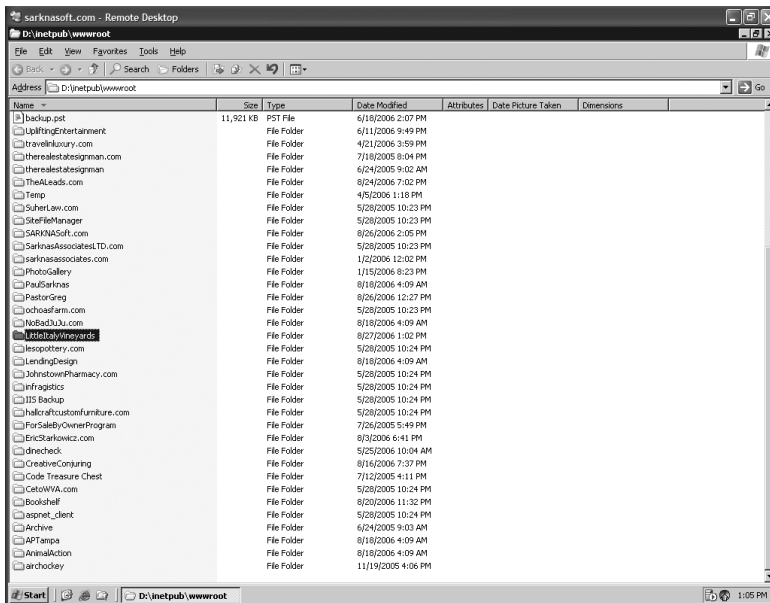 sarknasoft.com - Remote Desktop
D:\inetpub\wwwroot
File Edit View Favorites Tools Help
Back Search Folders
Address D:\inetpub\wwwroot Go
Name Size Type Date Modified Attributes Date Picture Taken Dimensions
backup.pst 11,921 KB PST File 6/18/2006 2:07 PM
UpliftingEntertainment File Folder 6/11/2006 9:49 PM
travelinluxury.com File Folder 4/21/2006 3:59 PM
therealestatesignman.com File Folder 7/18/2005 8:04 PM
therealestatesignman File Folder 6/24/2005 9:02 AM
TheALeads.com File Folder 8/24/2006 7:02 PM
Temp File Folder 4/5/2006 1:18 PM
SuherLaw.com File Folder 5/28/2005 10:23 PM
SiteFileManager File Folder 5/28/2005 10:23 PM
SARKNASoft.com File Folder 8/26/2006 2:05 PM
SarknasAssociatesLTD.com File Folder 5/28/2005 10:23 PM
sarknasassociates.com File Folder 1/2/2006 12:02 PM
PhotoGallery File Folder 1/15/2006 8:23 PM
PaulSarknas File Folder 8/18/2006 4:09 AM
PastorGreg File Folder 8/26/2006 12:27 PM
ochoasfarm.com File Folder 5/28/2005 10:23 PM
NoBadJuJu.com File Folder 8/18/2006 4:09 AM
LittleItalyVineyards File Folder 8/27/2006 1:02 PM
lesopottery.com File Folder 5/28/2005 10:24 PM
LendingDesign File Folder 8/18/2006 4:09 AM
JohnstownPharmacy.com File Folder 5/28/2005 10:24 PM
infragistics File Folder 5/28/2005 10:24 PM
IIS Backup File Folder 5/28/2005 10:24 PM
hallcraftcustomfurniture.com File Folder 5/28/2005 10:24 PM
ForSaleByOwnerProgram File Folder 7/26/2005 5:49 PM
EricStarkowicz.com File Folder 8/3/2006 6:41 PM
dinecheck File Folder 5/25/2006 10:04 AM
CreativeConjuring File Folder 8/16/2006 7:37 PM
Code Treasure Chest File Folder 7/12/2005 4:11 PM
CetoWVA.com File Folder 5/28/2005 10:24 PM
Bookshelf File Folder 8/20/2006 11:32 PM
aspnet_client File Folder 5/28/2005 10:24 PM
Archive File Folder 6/24/2005 9:03 AM
APTampa File Folder 8/18/2006 4:09 AM
AnimalAction File Folder 8/18/2006 4:09 AM
airchockey File Folder 11/19/2005 4:06 PM
Start D:\inetpub\wwwroot 1:05 PM